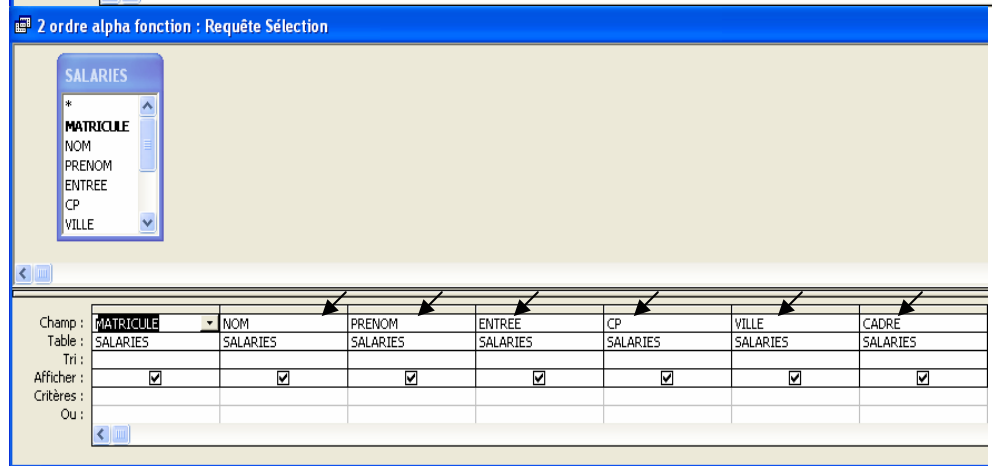 2 ordre alpha fonction : Requête Sélection
SALARIES
*
MATRICULE
NOM
PRENOM
ENTREE
CP
VILLE
Champ : MATRICULE NOM PRENOM ENTREE CP VILLE CADRE
Table : SALARIES SALARIES SALARIES SALARIES SALARIES SALARIES SALARIES
Tri :
Afficher :
Critères :
Ou :